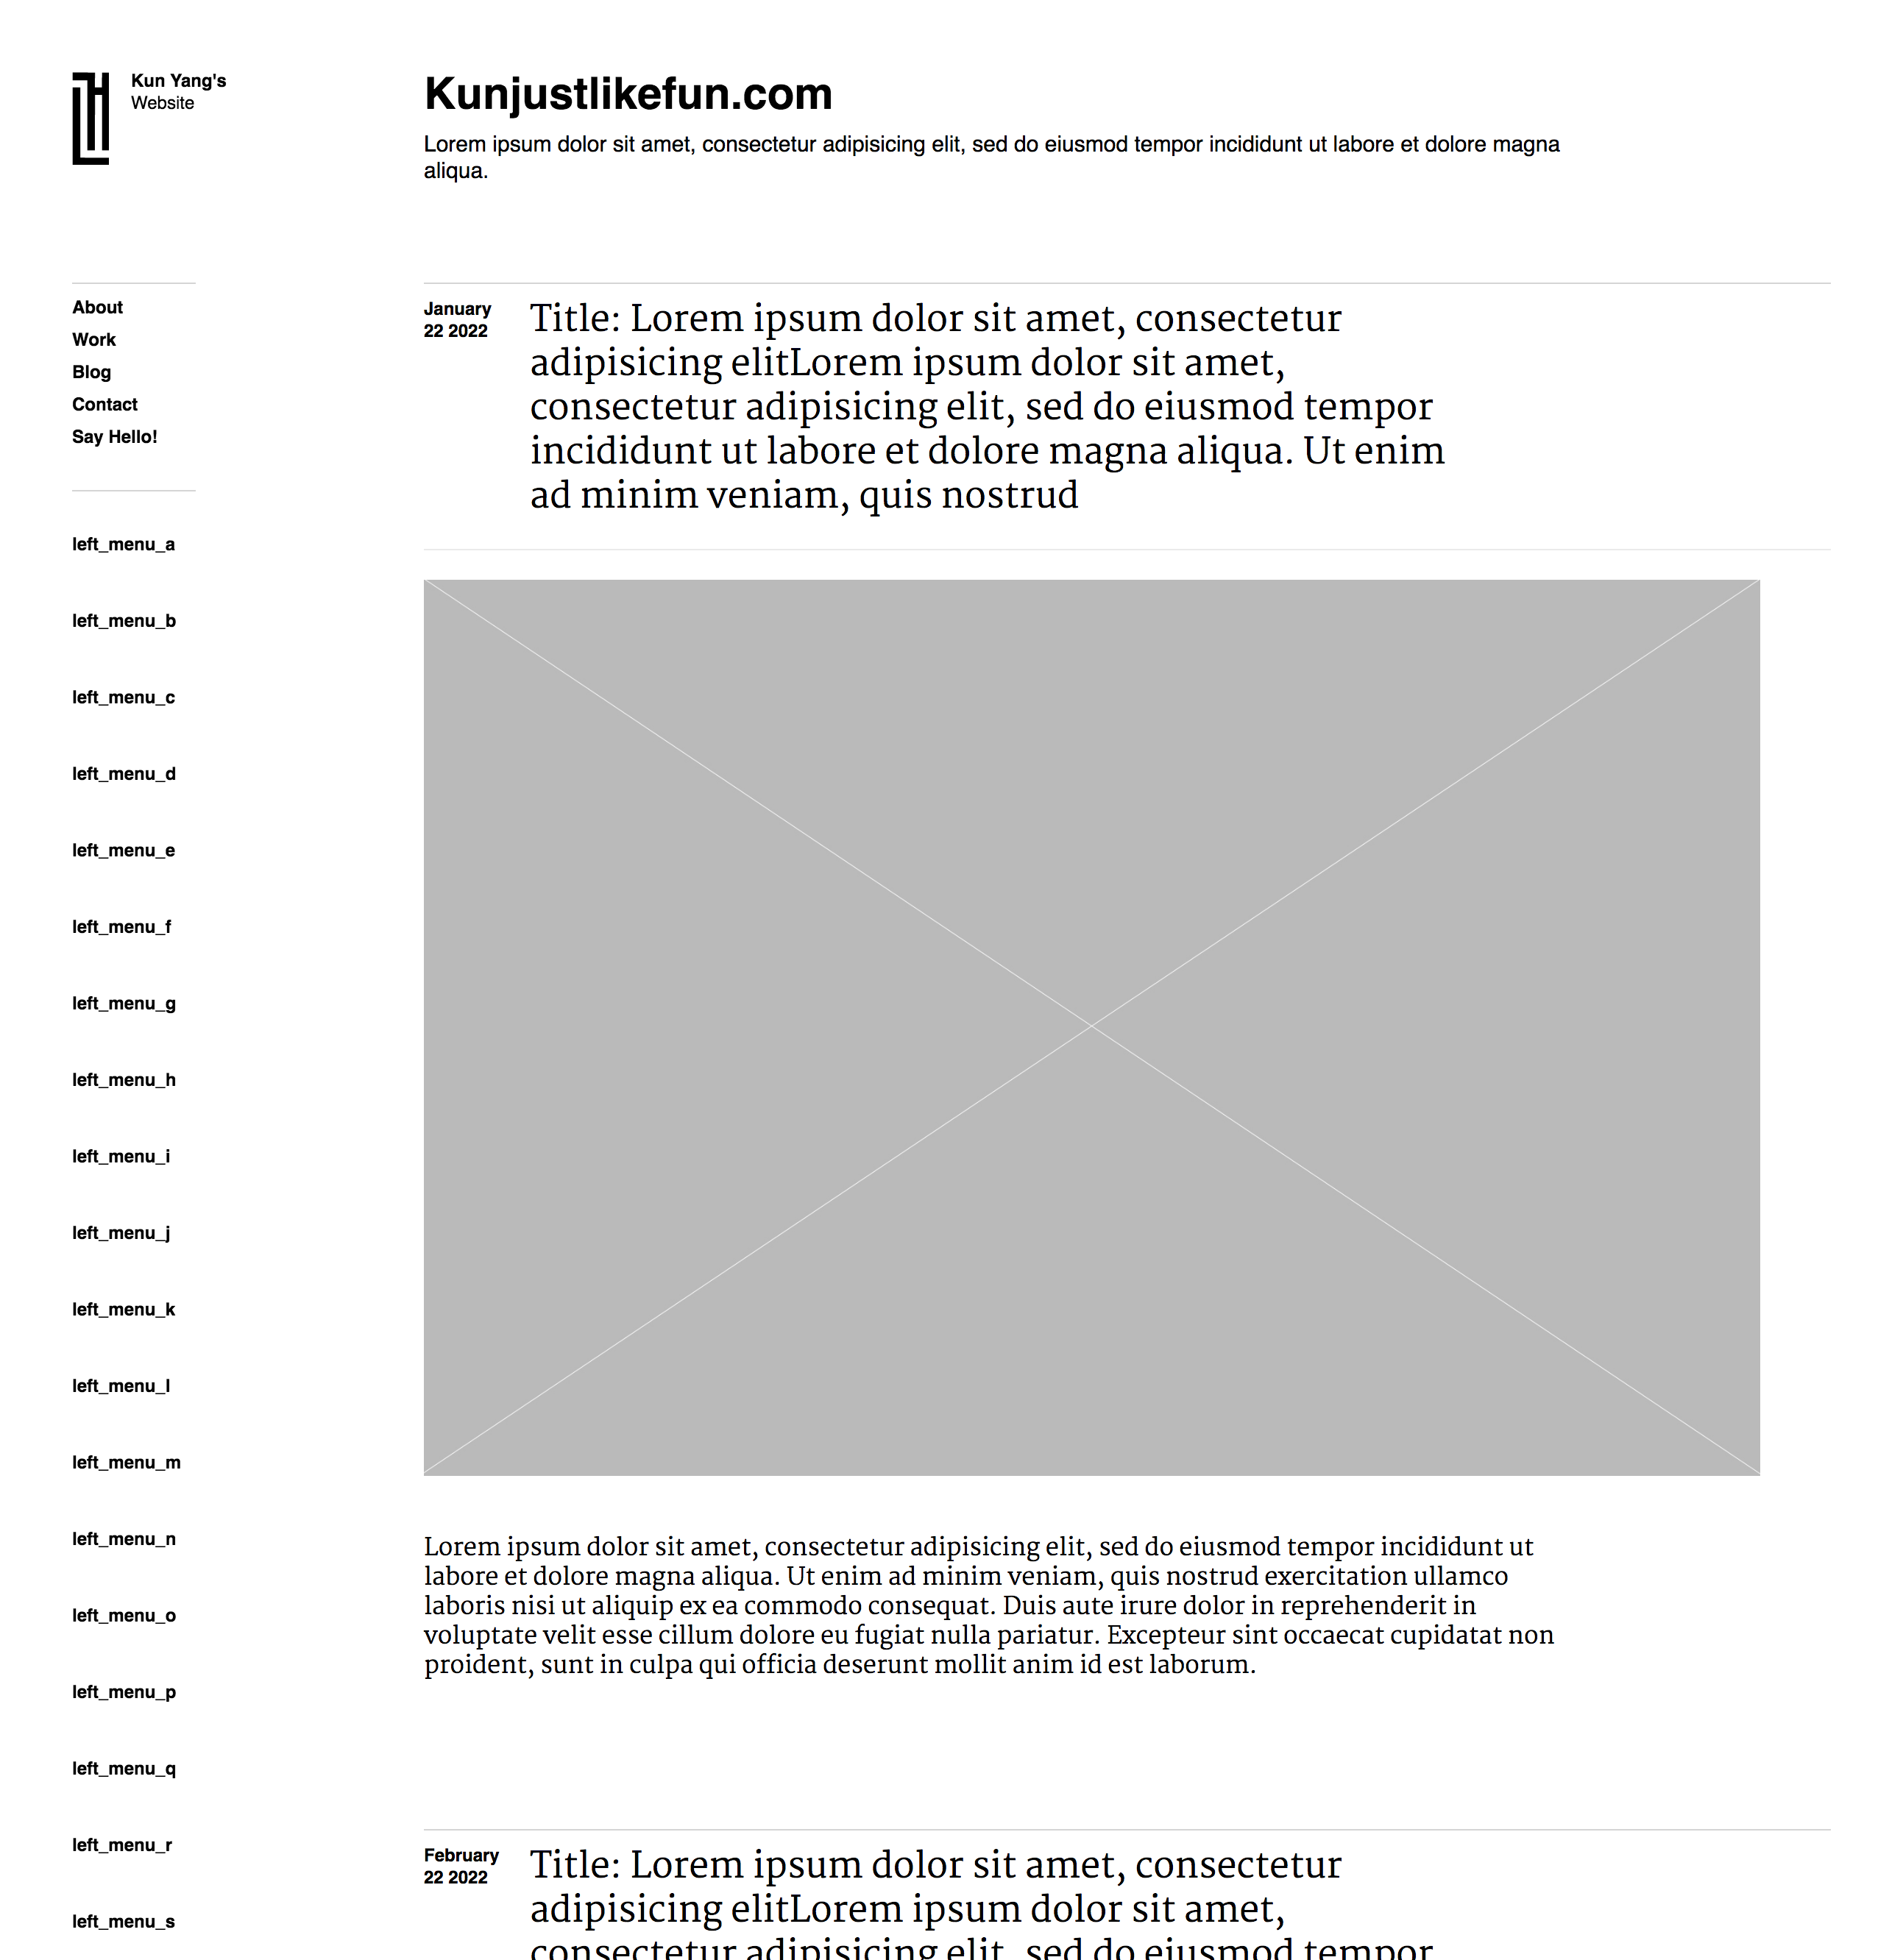 Kun Yang's
Website
Kunjustlikefun.com
Lorem ipsum dolor sit amet, consectetur adipisicing elit, sed do eiusmod tempor incididunt ut labore et dolore magna
aliqua.
About
Work
Blog
Contact
Say Hello!
left_menu_a
left_menu_b
left_menu_c
left_menu_d
left_menu_e
left_menu_f
left_menu_g
left_menu_h
left_menu_i
left_menu_j
left_menu_k
left_menu_l
left_menu_m
left_menu_n
left_menu_o
left_menu_p
left_menu_q
left_menu_r
left_menu_s
January
22 2022
Title: Lorem ipsum dolor sit amet, consectetur
adipisicing elitLorem ipsum dolor sit amet,
consectetur adipisicing elit, sed do eiusmod tempor
incididunt ut labore et dolore magna aliqua. Ut enim
ad minim veniam, quis nostrud
Lorem ipsum dolor sit amet, consectetur adipisicing elit, sed do eiusmod tempor incididunt ut
labore et dolore magna aliqua. Ut enim ad minim veniam, quis nostrud exercitation ullamco
laboris nisi ut aliquip ex ea commodo consequat. Duis aute irure dolor in reprehenderit in
voluptate velit esse cillum dolore eu fugiat nulla pariatur. Excepteur sint occaecat cupidatat non
proident, sunt in culpa qui officia deserunt mollit anim id est laborum.
February
22 2022
Title: Lorem ipsum dolor sit amet, consectetur
adipisicing elitLorem ipsum dolor sit amet,
consectetur adipisicing elit, sed do eiusmod tempor